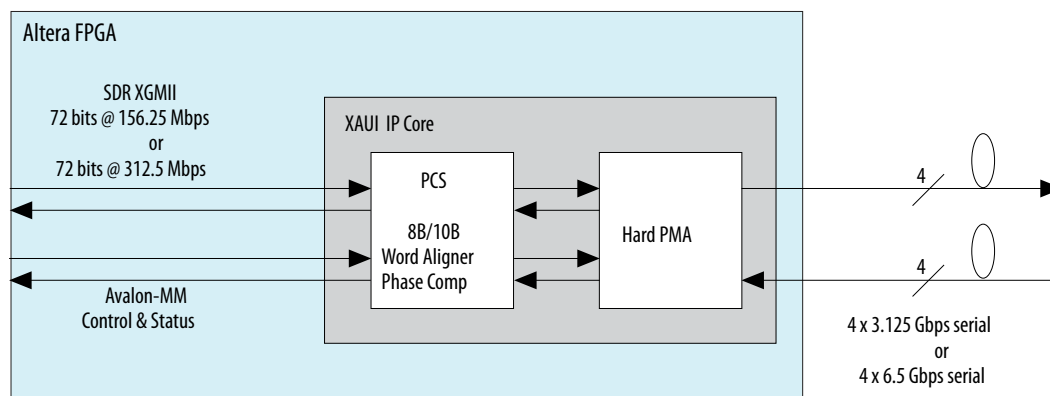 Altera FPGA
SDR XGMII
72 bits @ 156.25 Mbps
or
72 bits @ 312.5 Mbps
XAUI IP Core
PCS
8B/10B
Word Aligner
Phase Comp
Hard PMA
4
4
Avalon-MM
Control & Status
4 x 3.125 Gbps serial
or
4 x 6.5 Gbps serial